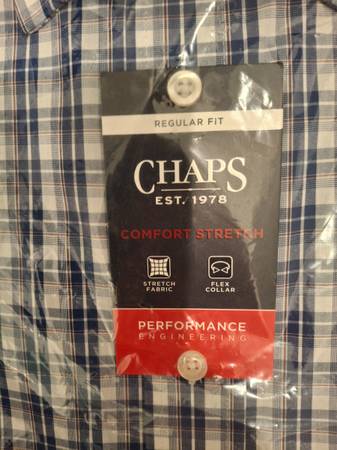 REGULAR FIT
CHAPS
EST. 1978
COMFORT STRETCH
STRETCH
FABRIC
FLEX
COLLAR
PERFORMANCE
ENGINEERING